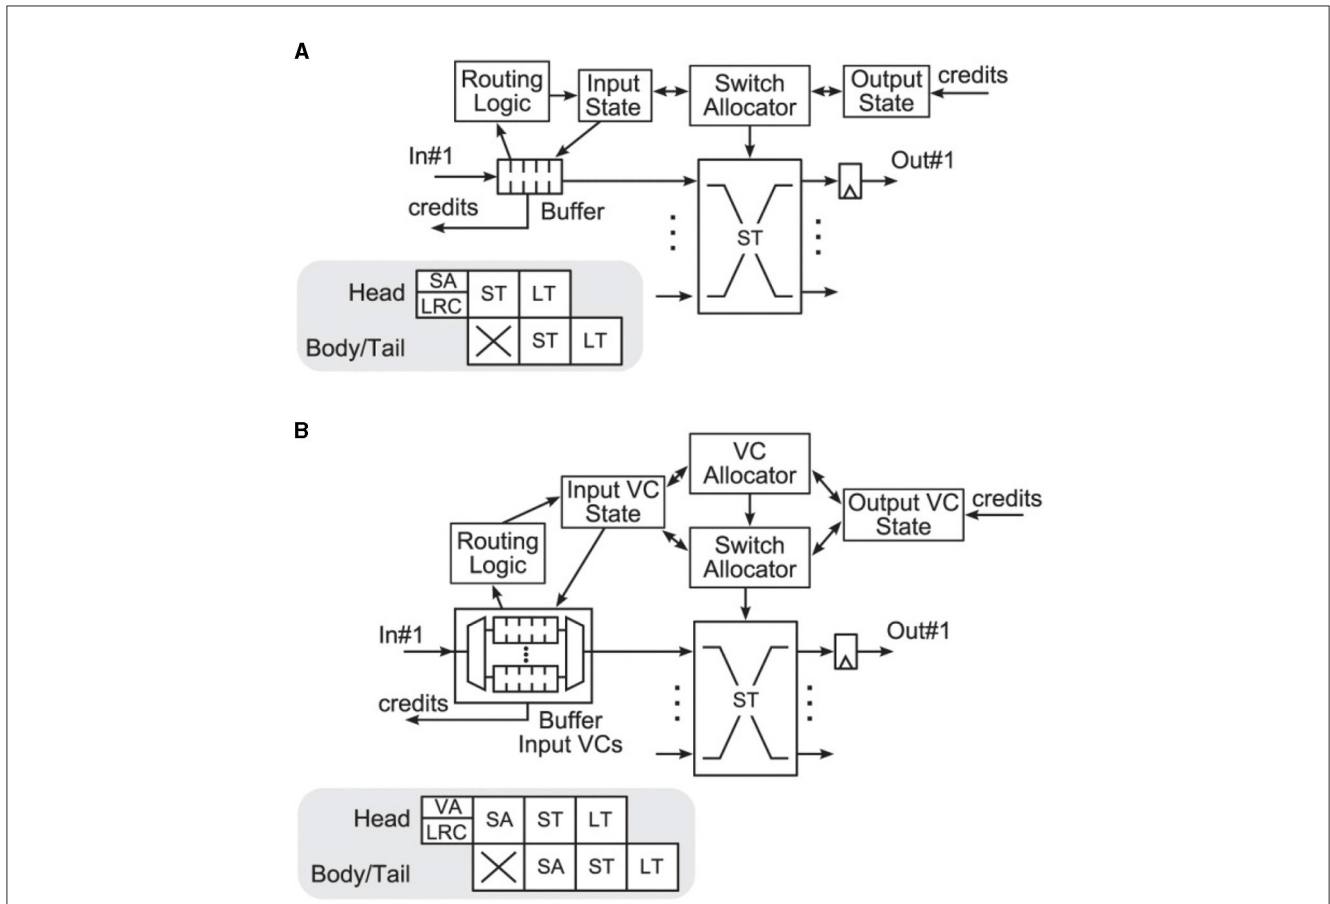 A
Routing
Logic
Input
State
Switch
Allocator
Output
State
credits
In#1
Out#1
credits
Buffer
ST
Head
SA
LRC
ST
LT
Body/Tail
ST
LT
B
VC
Allocator
Input VC
State
Output VC
State
credits
Routing
Logic
Switch
Allocator
In#1
Out#1
credits
Buffer
Input VCs
ST
Head
VA
LRC
SA
ST
LT
Body/Tail
SA
ST
LT